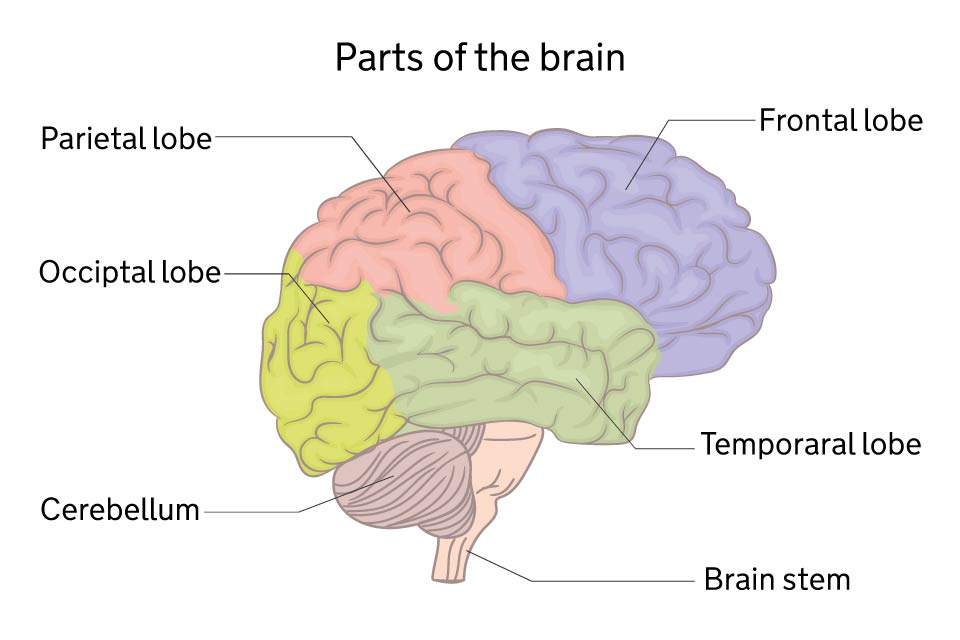 Parts of the brain
Parietal lobe
Frontal lobe
Occiptal lobe
Temporaral lobe
Cerebellum
Brain stem